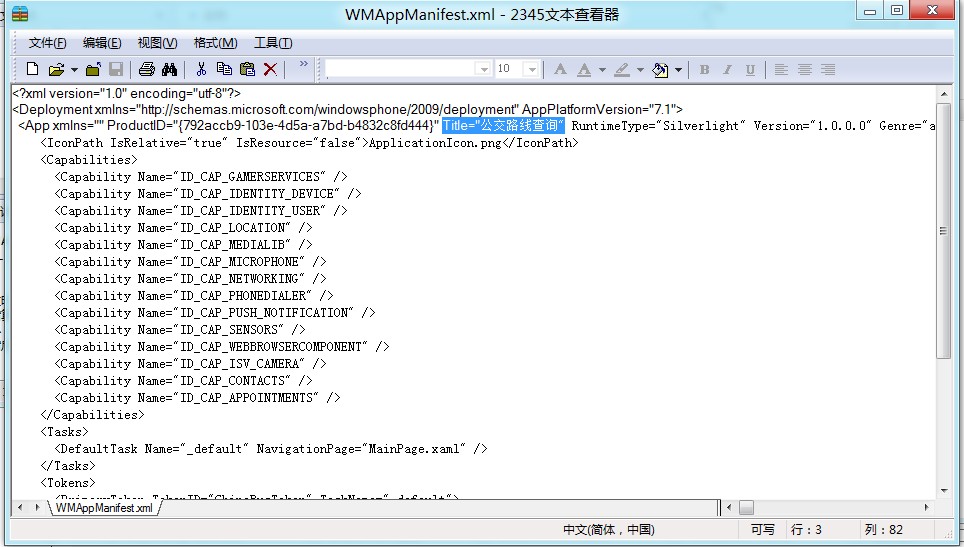 WMAppManifest.xml - 2345文本查看器
文件(F) 编辑(E) 视图(V) 格式(M) 工具(T)
10 A A B I U
<?xml version="1.0" encoding="utf-8"?>
<Deployment xmlns="http://schemas.microsoft.com/windowsphone/2009/deployment" AppPlatformVersion="7.1">
<App xmlns="" ProductID="{792accb9-103e-4d5a-a7bd-b4832c8fd444}" Title="公交路线查询" RuntimeType="Silverlight" Version="1.0.0.0" Genre="a
<IconPath IsRelative="true" IsResource="false">ApplicationIcon.png</IconPath>
<Capabilities>
<Capability Name="ID_CAP_GAMERSERVICES" />
<Capability Name="ID_CAP_IDENTITY_DEVICE" />
<Capability Name="ID_CAP_IDENTITY_USER" />
<Capability Name="ID_CAP_LOCATION" />
<Capability Name="ID_CAP_MEDIALIB" />
<Capability Name="ID_CAP_MICROPHONE" />
<Capability Name="ID_CAP_NETWORKING" />
<Capability Name="ID_CAP_PHONEDIALER" />
<Capability Name="ID_CAP_PUSH_NOTIFICATION" />
<Capability Name="ID_CAP_SENSORS" />
<Capability Name="ID_CAP_WEBBROWSERCOMPONENT" />
<Capability Name="ID_CAP_ISV_CAMERA" />
<Capability Name="ID_CAP_CONTACTS" />
<Capability Name="ID_CAP_APPOINTMENTS" />
</Capabilities>
<Tasks>
<DefaultTask Name="_default" NavigationPage="MainPage.xaml" />
</Tasks>
<Tokens>
WMAppManifest.xml
中文(简体，中国) 可写 行：3 列：82